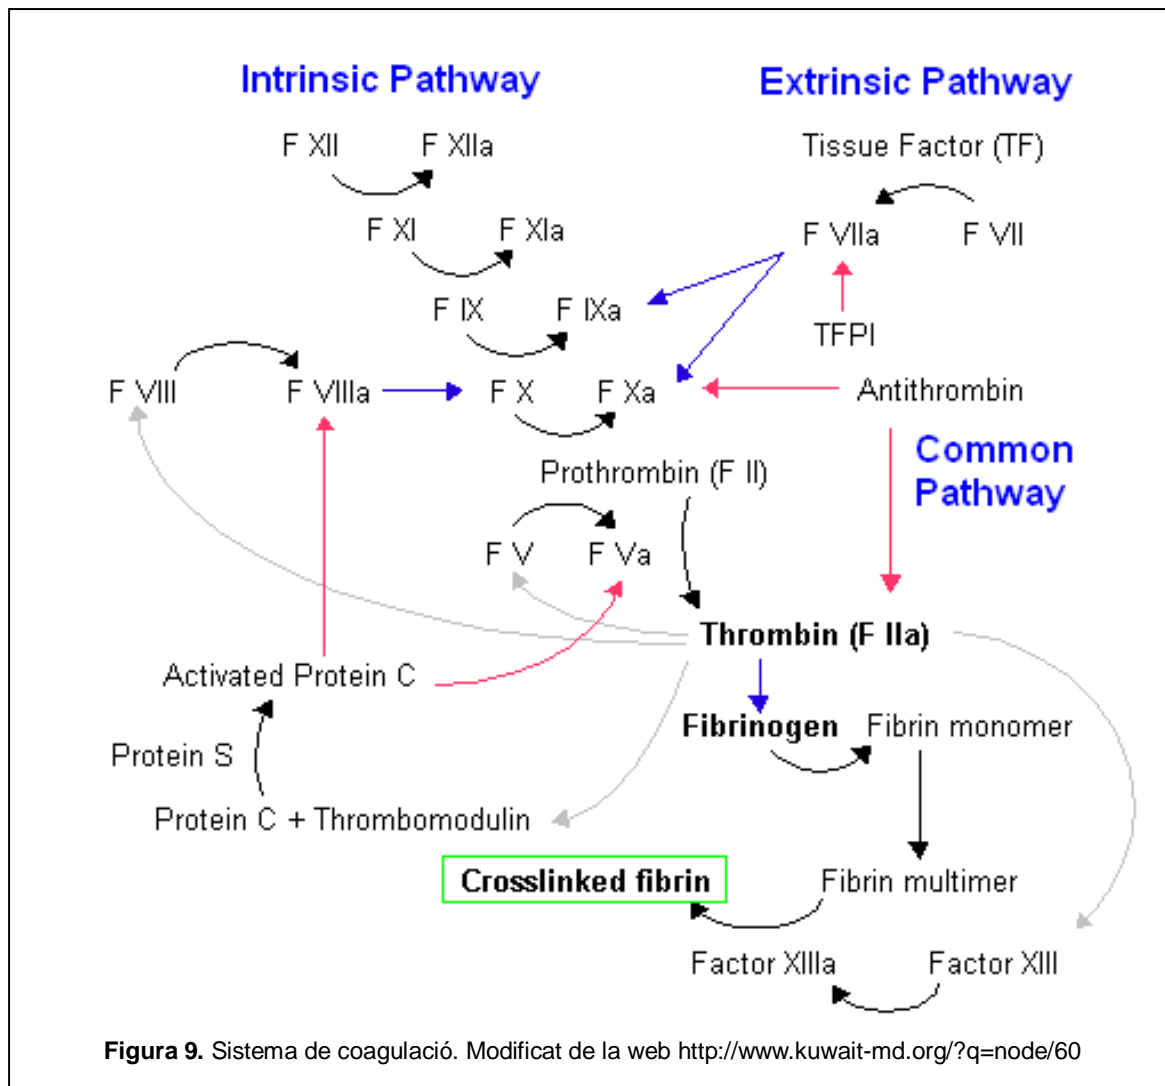 Intrinsic Pathway
Extrinsic Pathway
F XII
F XIIa
Tissue Factor (TF)
F XI
F XIa
F VIIa
F VII
F IX
F IXa
TFPI
F VIII
F VIIIa
F X
F Xa
Antithrombin
Common
Pathway
Prothrombin (F II)
F V
F Va
Thrombin (F IIa)
Activated Protein C
Fibrinogen
Fibrin monomer
Protein S
Protein C + Thrombomodulin
Crosslinked fibrin
Fibrin multimer
Factor XIIIa
Factor XIII
Figura 9. Sistema de coagulació. Modificat de la web http://www.kuwait-md.org/?q=node/60